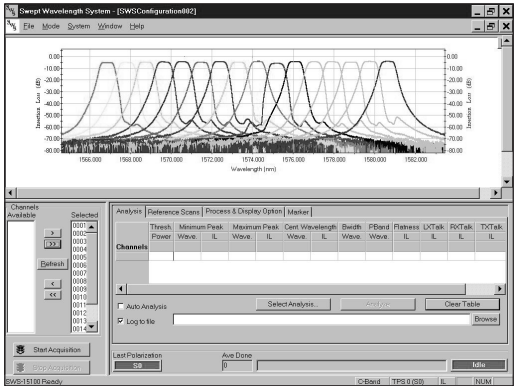 Swept Wavelength System - [SWSConfiguration002]
File Mode System Window Help
0.00 0.00
-10.00 -10.00
-20.00 -20.00
-30.00 -30.00
-40.00 -40.00
-50.00 -50.00
-60.00 -60.00
-70.00 -70.00
-80.00 -80.00
Insertion Loss (dB) Insertion Loss (dB)
1566.000 1568.000 1570.000 1572.000 1574.000 1576.000 1578.000 1580.000 1582.000
Wavelength (nm)
Channels
Available Selected
0001
0002
0003
0004
0005
0006
0007
0008
0009
0010
0011
0012
0013
0014
>
>>
Refresh
<
<<
Analysis Reference Scans Process & Display Option Marker
Thresh. Minimum Peak Maximum Peak Cent. Wavelength Bwidth PBand Flatness LXTalk RXTalk TXTalk
Power Wave. IL Wave. IL Wave. IL Wave. Wave. IL IL IL IL
Channels
Auto Analysis
Select Analysis...
Analyze
Clear Table
Log to file
Browse
Start Acquisition
Stop Acquisition
Last Polarization Ave Done
S0 0 Idle
SWS-15100 Ready C-Band TPS 0 (S0) IL NUM